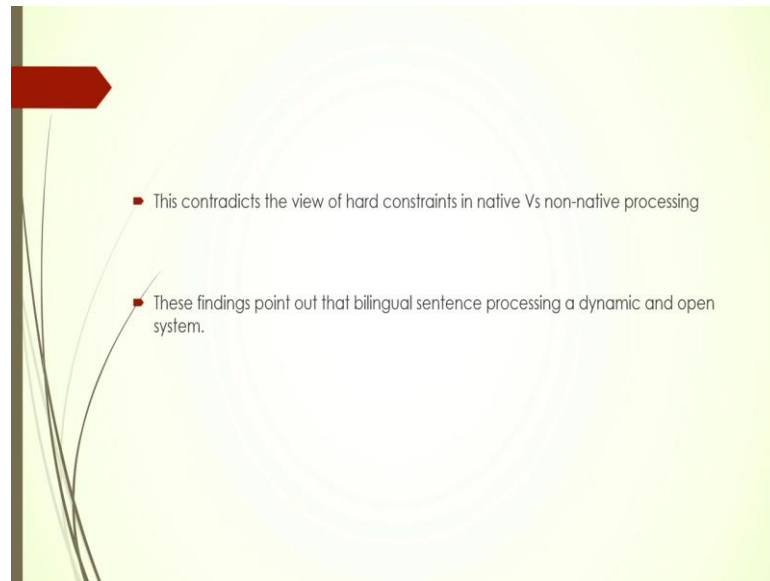 This contradicts the view of hard constraints in native Vs non-native processing
These findings point out that bilingual sentence processing a dynamic and open
system.